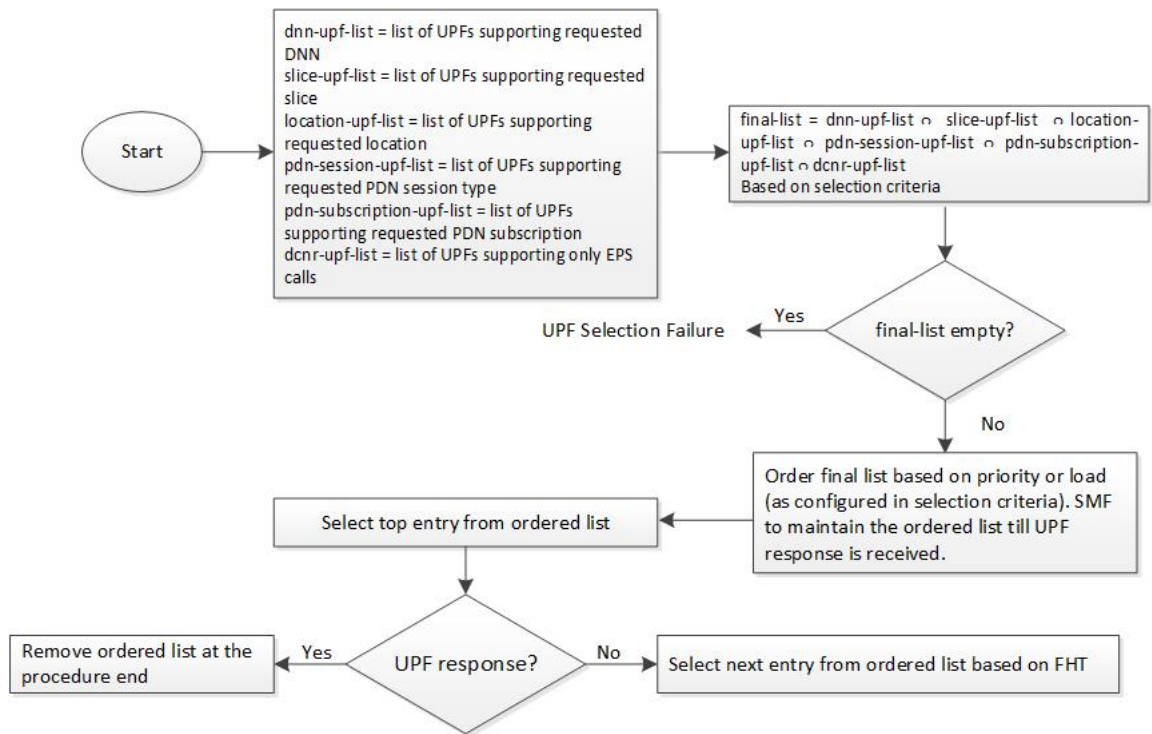 Start
dnn-upf-list = list of UPFs supporting requested
DNN
slice-upf-list = list of UPFs supporting requested
slice
location-upf-list = list of UPFs supporting
requested location
pdn-session-upf-list = list of UPFs supporting
requested PDN session type
pdn-subscription-upf-list = list of UPFs
supporting requested PDN subscription
dcnr-upf-list = list of UPFs supporting only EPS
calls
final-list = dnn-upf-list ∩ slice-upf-list ∩ location-
upf-list ∩ pdn-session-upf-list ∩ pdn-subscription-
upf-list ∩ dcnr-upf-list
Based on selection criteria
final-list empty?
Yes
UPF Selection Failure
No
Order final list based on priority or load
(as configured in selection criteria). SMF
to maintain the ordered list till UPF
response is received.
Select top entry from ordered list
UPF response?
Yes
Remove ordered list at the
procedure end
No
Select next entry from ordered list based on FHT